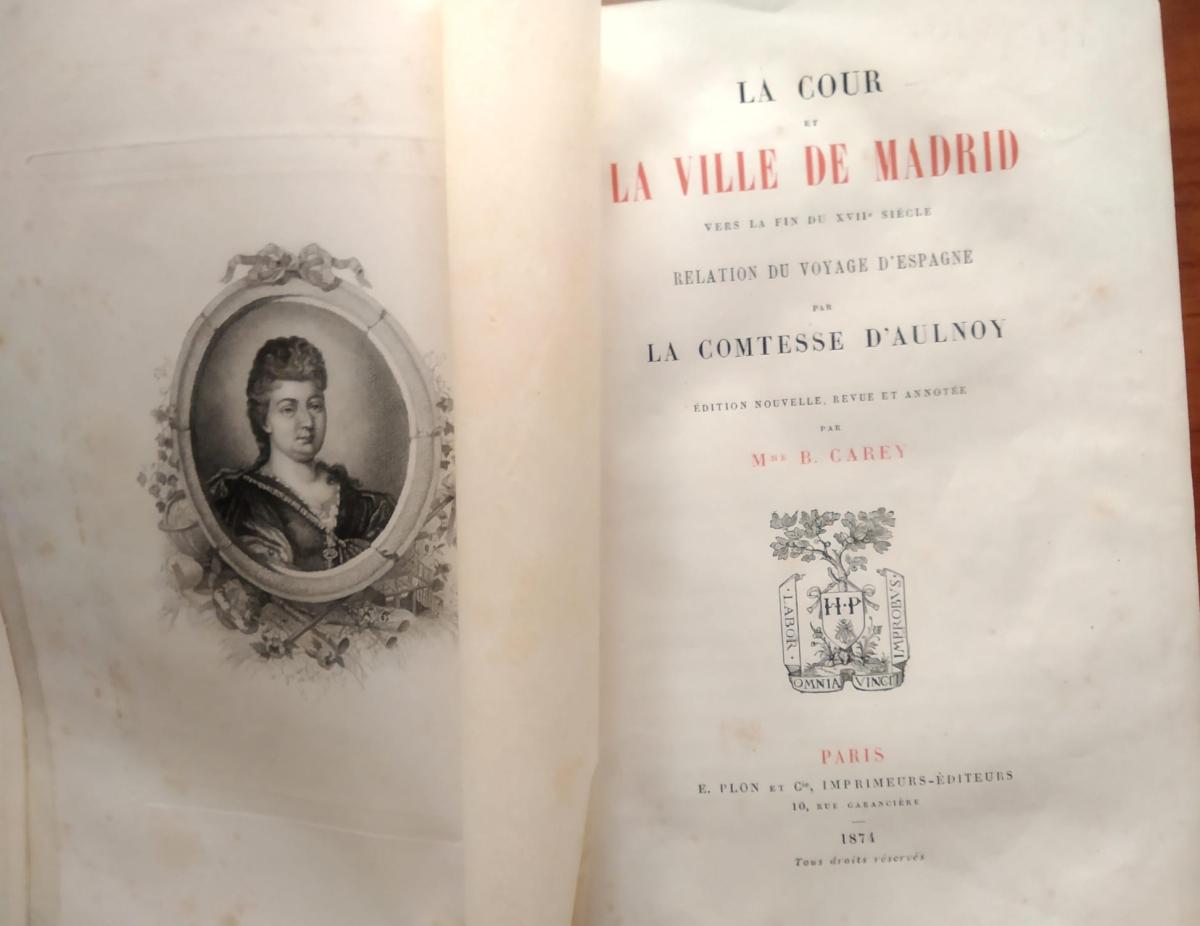 LA COUR
ET
LA VILLE DE MADRID
VERS LA FIN DU XVIIe SIÈCLE
RELATION DU VOYAGE D'ESPAGNE
PAR
LA COMTESSE D'AULNOY
ÉDITION NOUVELLE, REVUE ET ANNOTÉE
PAR
Mme B. CAREY
H·P
·LABOR·
IMPROBVS·
OMNIA VINCIT
PARIS
E. PLON ET Cie, IMPRIMEURS-ÉDITEURS
10, RUE GARANCIÈRE
1874
Tous droits réservés